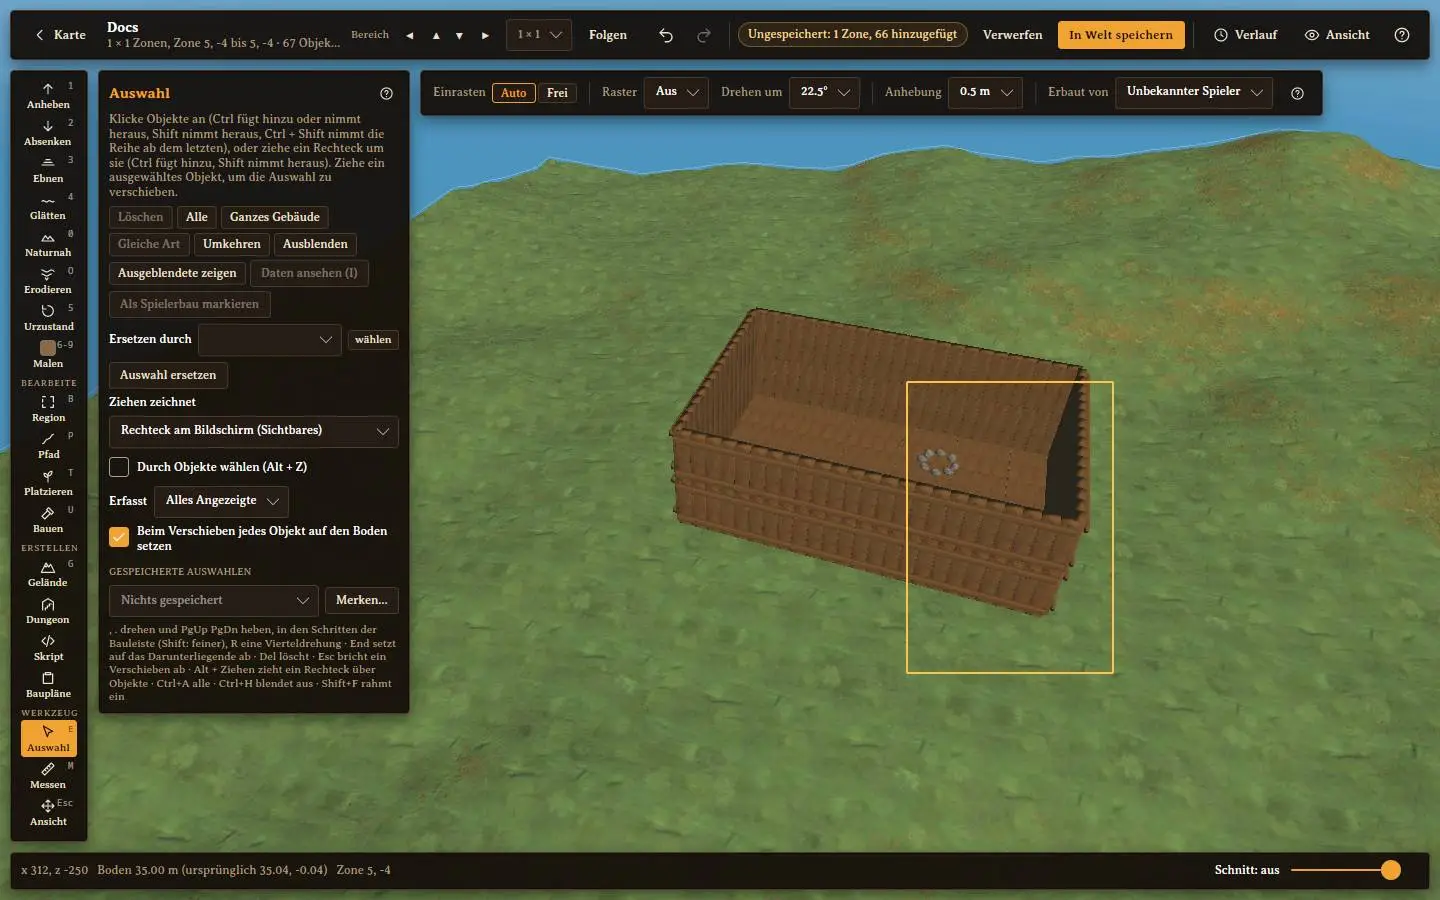 Karte
Docs
1 × 1 Zonen, Zone 5, -4 bis 5, -4 · 67 Objek...
Bereich
1 × 1
Folgen
Ungespeichert: 1 Zone, 66 hinzugefügt
Verwerfen
In Welt speichern
Verlauf
Ansicht
Einrasten
Auto
Frei
Raster
Aus
Drehen um
22.5°
Anhebung
0.5 m
Erbaut von
Unbekannter Spieler
1
Anheben
2
Absenken
3
Ebnen
4
Glätten
0
Naturnah
O
Erodieren
5
Urzustand
6-9
Malen
BEARBEITE
B
Region
P
Pfad
T
Platzieren
U
Bauen
ERSTELLEN
G
Gelände
Dungeon
Skript
Baupläne
WERKZEUG
E
Auswahl
M
Messen
Esc
Ansicht
Auswahl
Klicke Objekte an (Ctrl fügt hinzu oder nimmt
heraus, Shift nimmt heraus, Ctrl + Shift nimmt die
Reihe ab dem letzten), oder ziehe ein Rechteck um
sie (Ctrl fügt hinzu, Shift nimmt heraus). Ziehe ein
ausgewähltes Objekt, um die Auswahl zu
verschieben.
Löschen
Alle
Ganzes Gebäude
Gleiche Art
Umkehren
Ausblenden
Ausgeblendete zeigen
Daten ansehen (I)
Als Spielerbau markieren
Ersetzen durch
wählen
Auswahl ersetzen
Ziehen zeichnet
Rechteck am Bildschirm (Sichtbares)
Durch Objekte wählen (Alt + Z)
Erfasst
Alles Angezeigte
Beim Verschieben jedes Objekt auf den Boden
setzen
GESPEICHERTE AUSWAHLEN
Nichts gespeichert
Merken...
, . drehen und PgUp PgDn heben, in den Schritten der
Bauleiste (Shift: feiner), R eine Vierteldrehung · End setzt
auf das Darunterliegende ab · Del löscht · Esc bricht ein
Verschieben ab · Alt + Ziehen zieht ein Rechteck über
Objekte · Ctrl+A alle · Ctrl+H blendet aus · Shift+F rahmt
ein
x 312, z -250 Boden 35.00 m (ursprünglich 35.04, -0.04) Zone 5, -4
Schnitt: aus